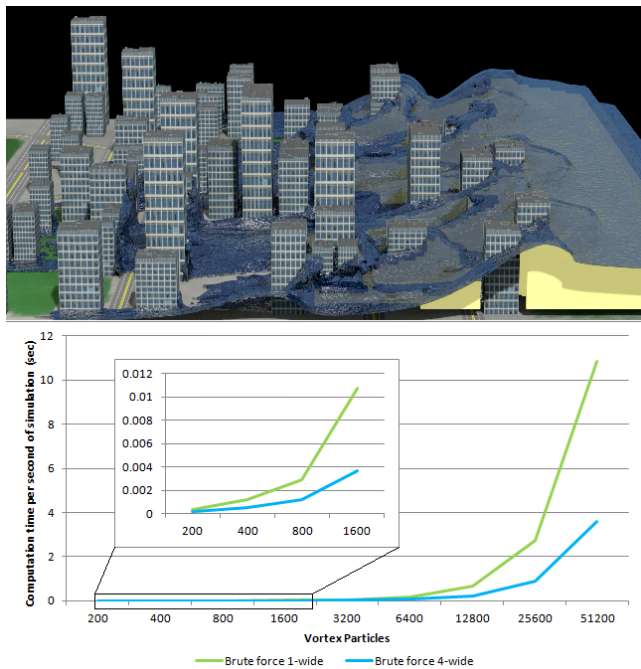 12
10
8
6
4
2
0
Computation time per second of simulation (sec)
0.012
0.01
0.008
0.006
0.004
0.002
0
200 400 800 1600
200 400 800 1600 3200 6400 12800 25600 51200
Vortex Particles
Brute force 1-wide Brute force 4-wide